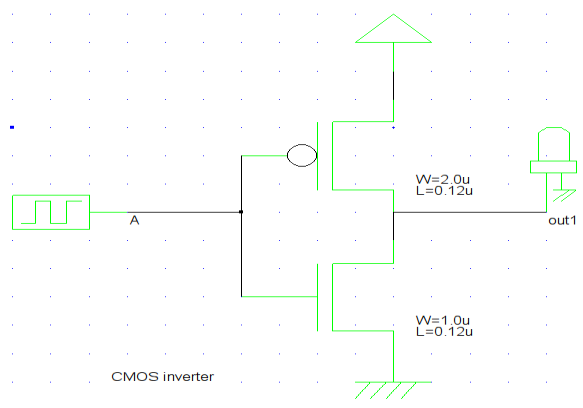 W=2.0u
L=0.12u
A
out1
W=1.0u
L=0.12u
CMOS inverter